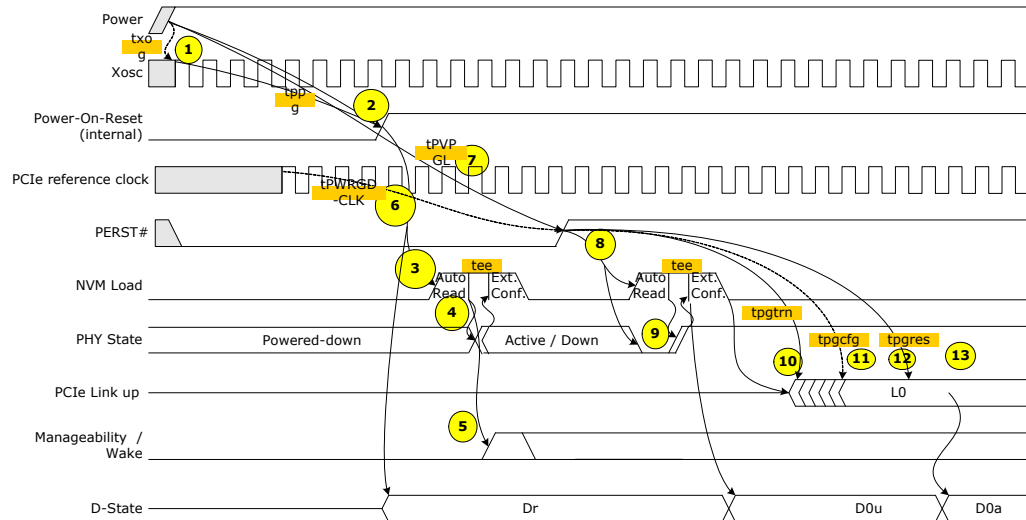 Power
txo
g
1
Xosc
tpp
g
2
Power-On-Reset
(internal)
tPVP
GL
7
PCIe reference clock
tPWRGD
-CLK
6
PERST#
8
3
tee
tee
NVM Load
Auto
Read
Ext.
Conf.
Auto
Read
Ext.
Conf.
4
9
tpgtrn
PHY State
Powered-down
Active / Down
tpgcfg
tpgres
10
11
12
13
PCIe Link up
L0
5
Manageability /
Wake
D-State
Dr
D0u
D0a